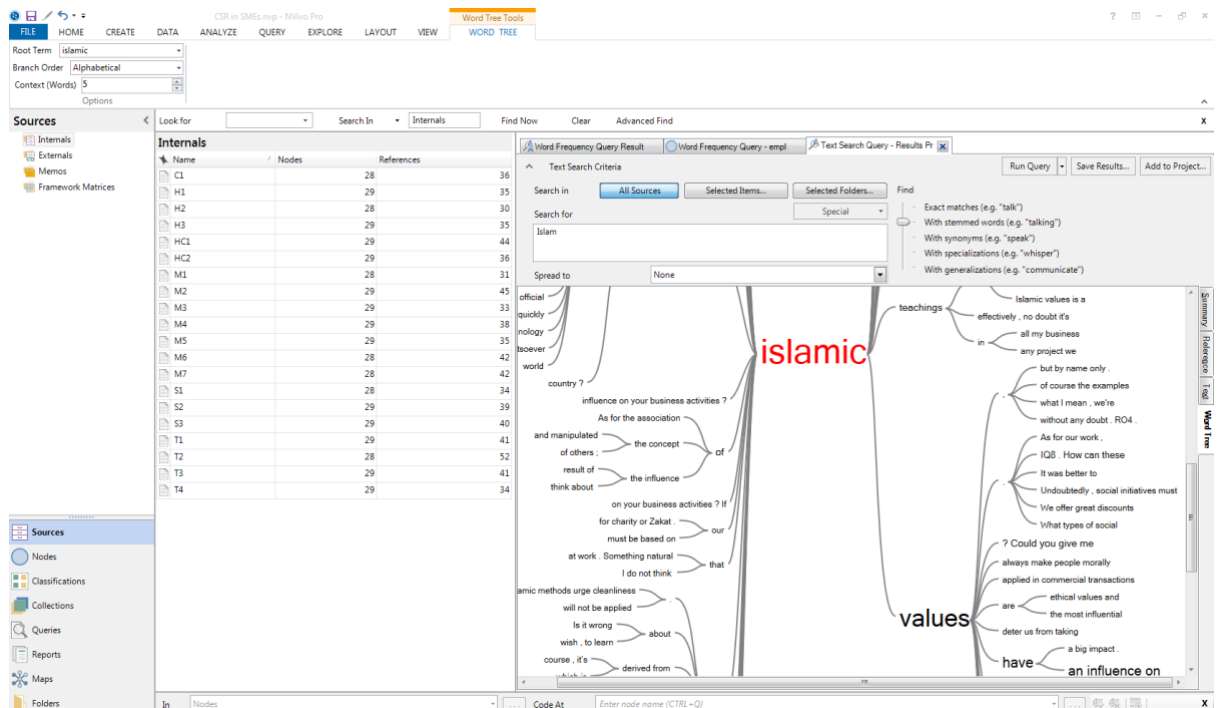 CSR in SMEs.nvp - NVivo Pro
Word Tree Tools
FILE HOME CREATE DATA ANALYZE QUERY EXPLORE LAYOUT VIEW WORD TREE
Root Term islamic
Branch Order Alphabetical
Context (Words) 5
Options
Sources
Look for Search In Internals Find Now Clear Advanced Find X
Internals
Externals
Memos
Framework Matrices
Internals
Name Nodes References
C1 28 36
H1 29 35
H2 28 30
H3 29 35
HC1 29 44
HC2 29 36
M1 28 31
M2 29 45
M3 29 33
M4 29 38
M5 29 35
M6 28 42
M7 28 42
S1 28 34
S2 29 39
S3 29 40
T1 29 41
T2 28 52
T3 29 41
T4 29 34
Word Frequency Query Result
Word Frequency Query - empl
Text Search Query - Results Pr
Text Search Criteria
Run Query Save Results... Add to Project...
Search in All Sources Selected Items... Selected Folders...
Search for Special
Islam
Spread to None
Find
Exact matches (e.g. "talk")
With stemmed words (e.g. "talking")
With synonyms (e.g. "speak")
With specializations (e.g. "whisper")
With generalizations (e.g. "communicate")
official
quickly
nology
tsoever
world
country ?
influence on your business activities ?
As for the association
and manipulated
of others ;
the concept
result of
think about
the influence
of
on your business activities ? If
for charity or Zakat .
must be based on
our
at work . Something natural
I do not think
that
amic methods urge cleanliness
will not be applied
.
Is it wrong
wish , to learn
about
course , it's
which is
derived from
islamic
teachings
Islamic values is a
effectively , no doubt it's
in
all my business
any project we
values
,
but by name only .
of course the examples
what I mean , we're
without any doubt . RO4 .
.
As for our work ,
IQ8 . How can these
It was better to
Undoubtedly , social initiatives must
We offer great discounts
What types of social
? Could you give me
always make people morally
applied in commercial transactions
are
ethical values and
the most influential
deter us from taking
have
a big impact .
an influence on
Summary
Reference
Text
Word Tree
Sources
Nodes
Classifications
Collections
Queries
Reports
Maps
Folders
In Nodes ... Code At Enter node name (CTRL+Q) ... X